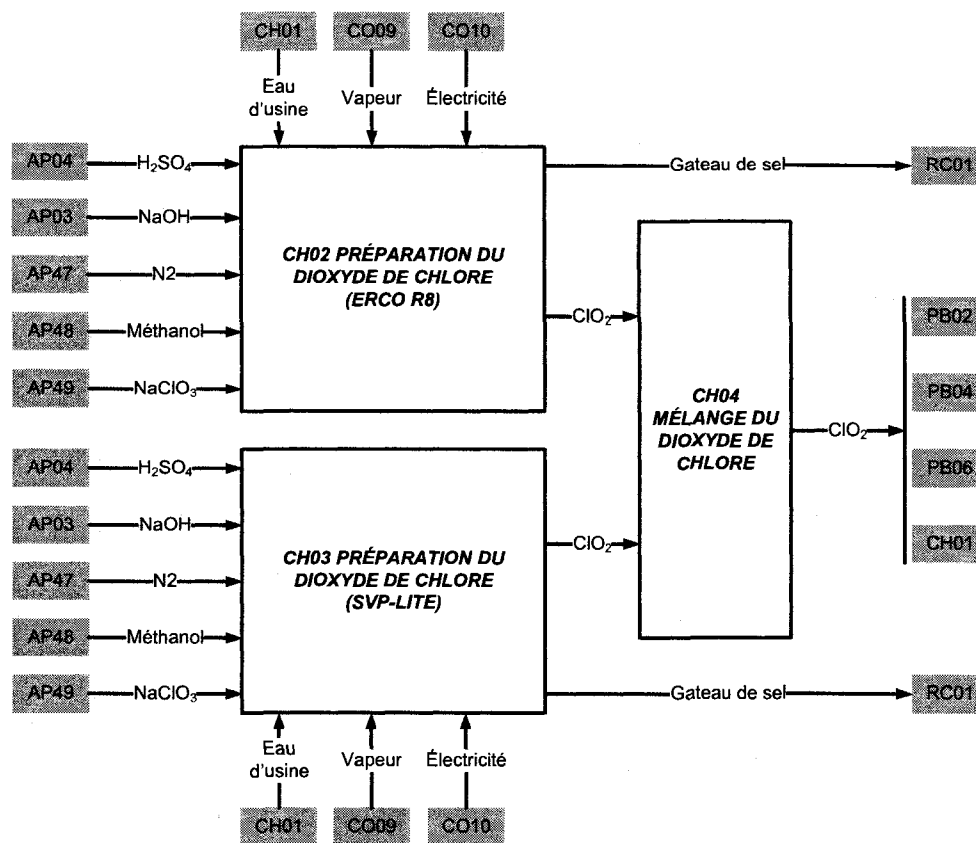 CH01 CO09 CO10
Eau
d'usine
Vapeur
Électricité
AP04 H₂SO₄
AP03 NaOH
AP47 N2
AP48 Méthanol
AP49 NaClO₃
CH02 PRÉPARATION DU
DIOXYDE DE CHLORE
(ERCO R8)
Gateau de sel RC01
ClO₂
AP04 H₂SO₄
AP03 NaOH
AP47 N2
AP48 Méthanol
AP49 NaClO₃
CH03 PRÉPARATION DU
DIOXYDE DE CHLORE
(SVP-LITE)
ClO₂
Gateau de sel RC01
CH04
MÉLANGE DU
DIOXYDE DE
CHLORE
ClO₂
PB02
PB04
PB06
CH01
Eau
d'usine
Vapeur
Électricité
CH01 CO09 CO10